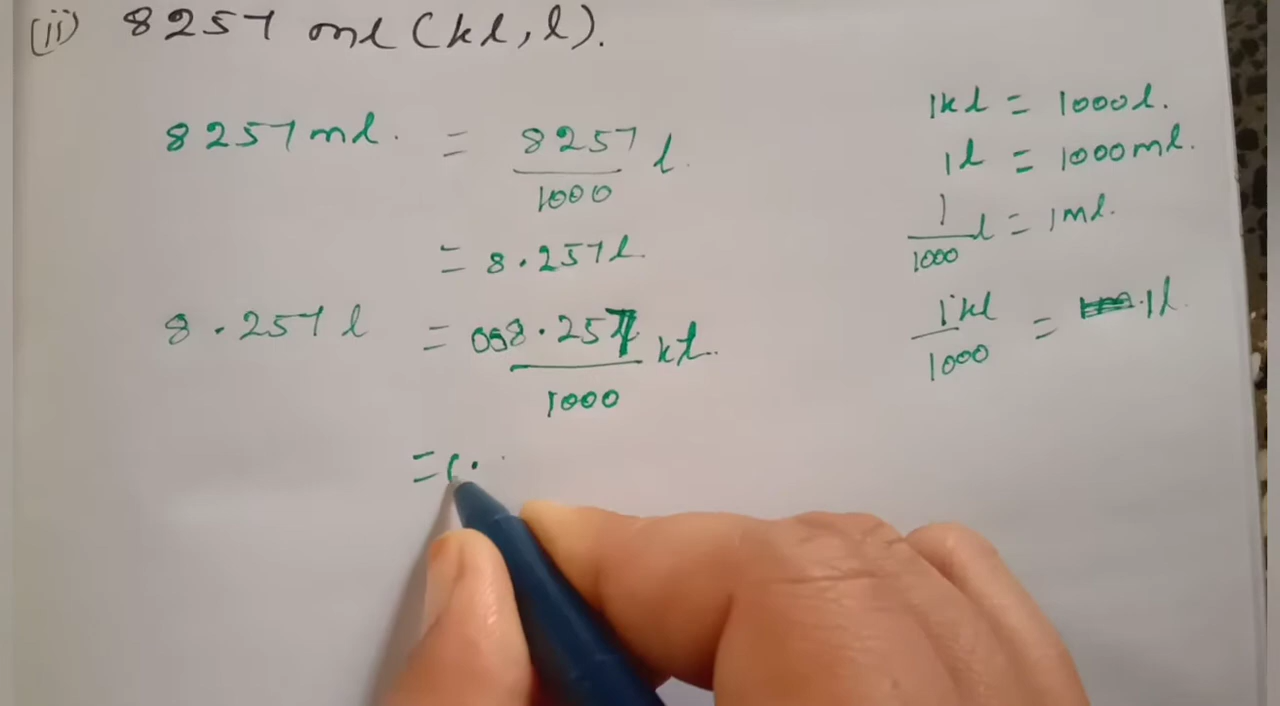 (ii) 8257 ml (kl, l).
8257 ml. = 8257/1000 l.
= 8.257 l.
8.257 l = 008.257/1000 kl.
= 0.
1kl = 1000l.
1l = 1000ml.
1/1000 l = 1ml.
1kl/1000 = 1l.